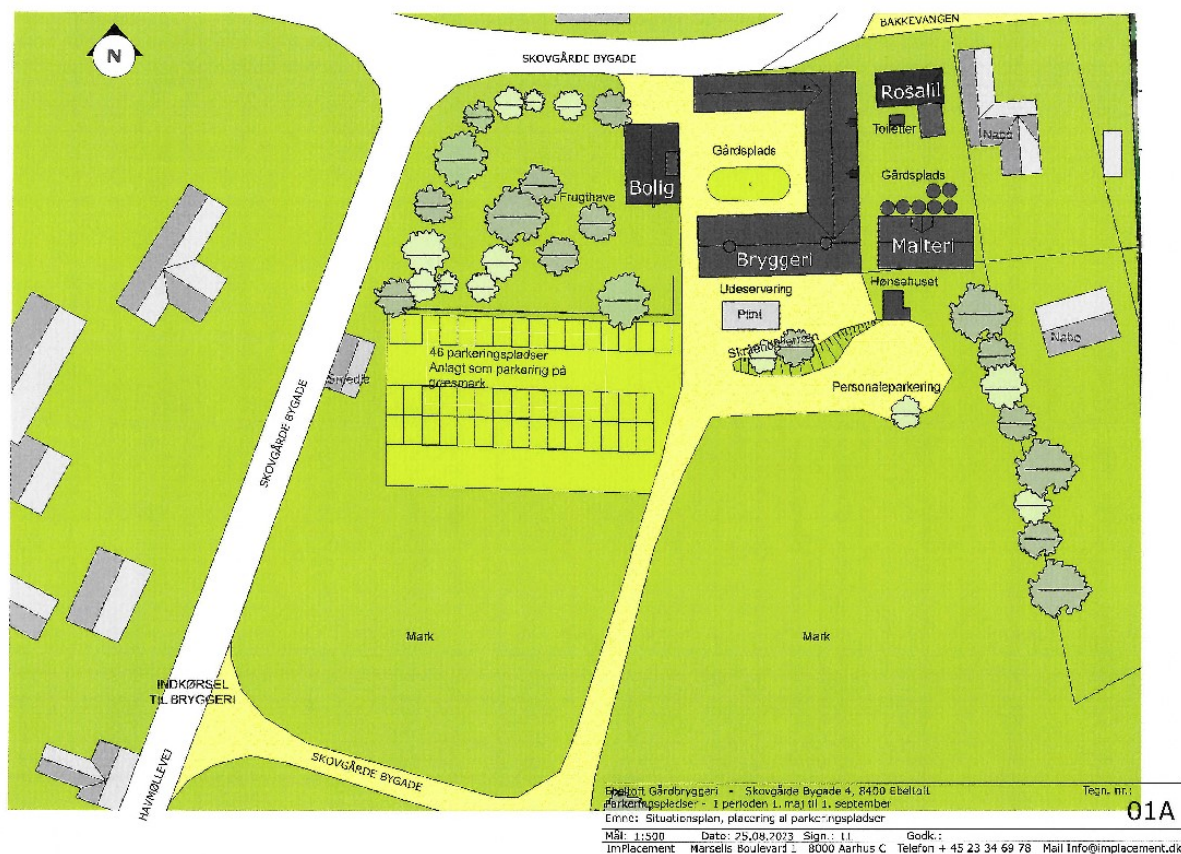 N
BAKKEVANGEN
SKOVGÅRDE BYGADE
Rosalil
Toiletter
Nabo
Gårdsplads
Gårdsplads
Bolig
Frugthave
Malteri
Bryggeri
Hønsehuset
Udeservering
Nabo
46 parkeringspladser
Anlagt som parkering på
græsmark
Personaleparkering
SKOVGÅRDE BYGADE
Mark
Mark
INDKØRSEL
TIL BRYGGERI
SKOVGÅRDE BYGADE
HAVMØLLEVEJ
Ebeltoft Gårdbryggeri - Skovgårde Bygade 4, 8400 Ebeltoft
Tegn. nr.:
Parkeringspladser - I perioden 1. maj til 1. september
01A
Emne: Situationsplan, placering af parkeringspladser
Mål: 1:500 Dato: 25.08.2023 Sign.: Godk.:
ImPlacement Marselis Boulevard 1 8000 Aarhus C Telefon + 45 23 34 69 78 Mail Info@implacement.dk